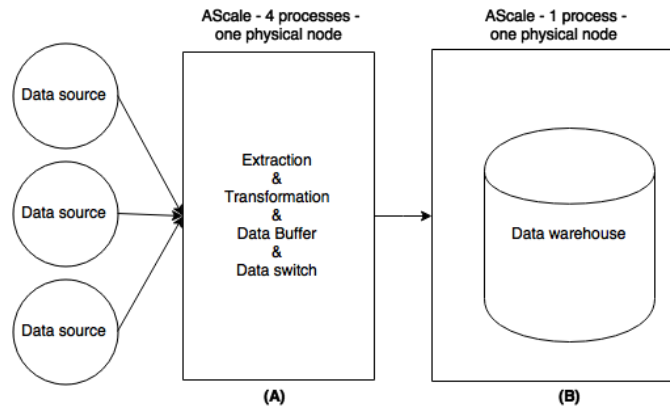 AScale - 4 processes -
one physical node
AScale - 1 process -
one physical node
Data source
Data source
Data source
Extraction
&
Transformation
&
Data Buffer
&
Data switch
Data warehouse
(A)
(B)